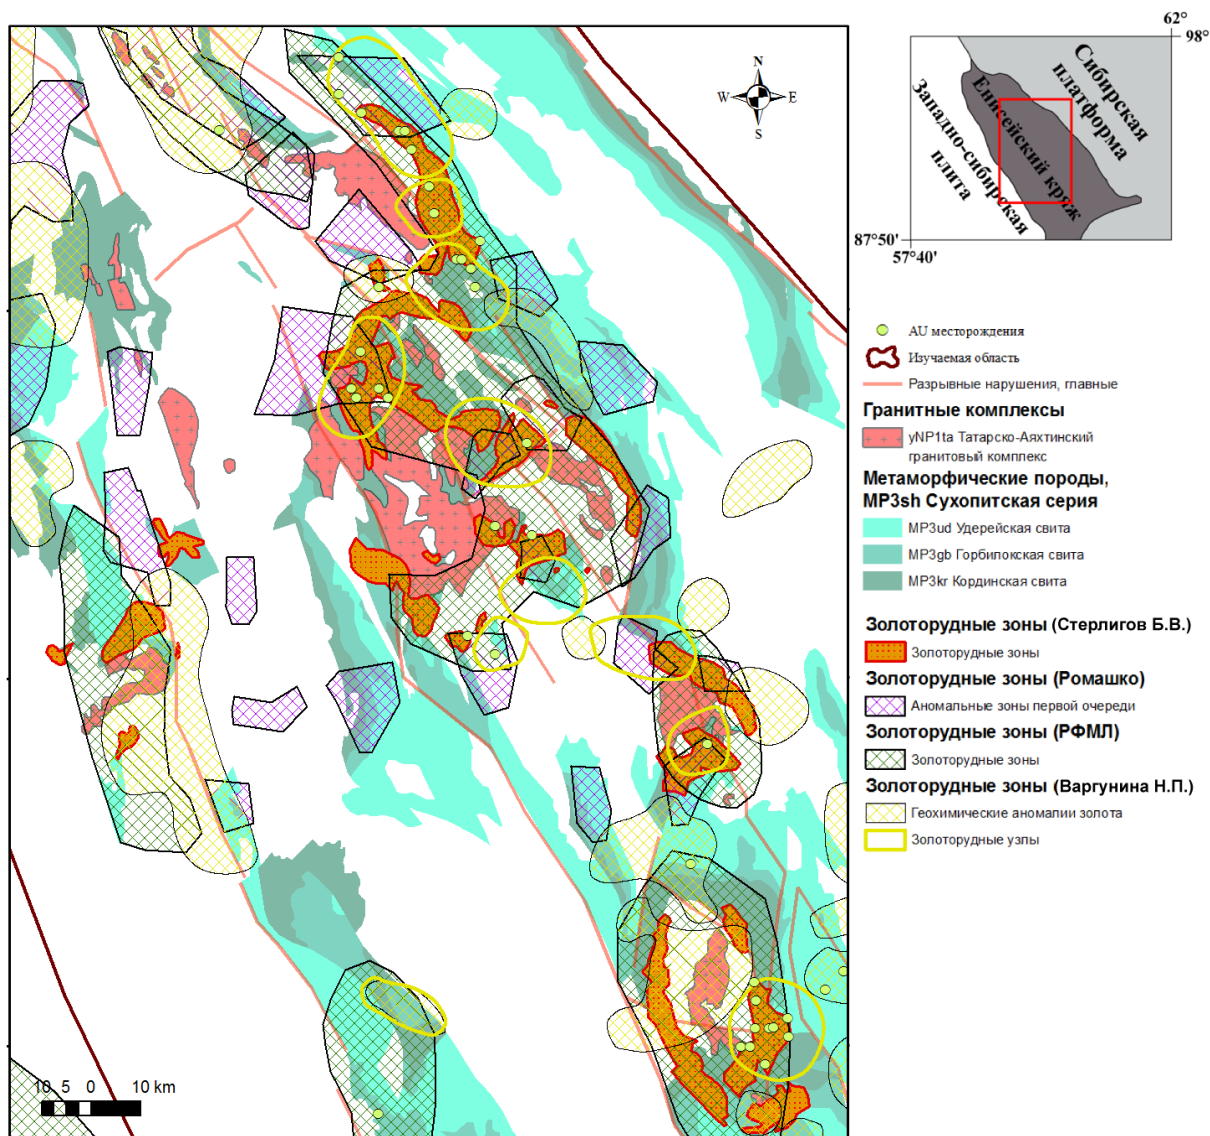 N
W
E
S
10 5 0 10 km
62°
98°
Сибирская
платформа
Енисейский кряж
Западно-сибирская
плита
87°50'
57°40'
AU месторождения
Изучаемая область
Разрывные нарушения, главные
Гранитные комплексы
yNP1ta Татарско-Аяхтинский
гранитовый комплекс
Метаморфические породы,
MP3sh Сухопитская серия
MP3ud Удерейская свита
MP3gb Горбипокская свита
MP3kr Кординская свита
Золоторудные зоны (Стерлигов Б.В.)
Золоторудные зоны
Золоторудные зоны (Ромашко)
Аномальные зоны первой очереди
Золоторудные зоны (РФМЛ)
Золоторудные зоны
Золоторудные зоны (Варгунина Н.П.)
Геохимические аномалии золота
Золоторудные узлы